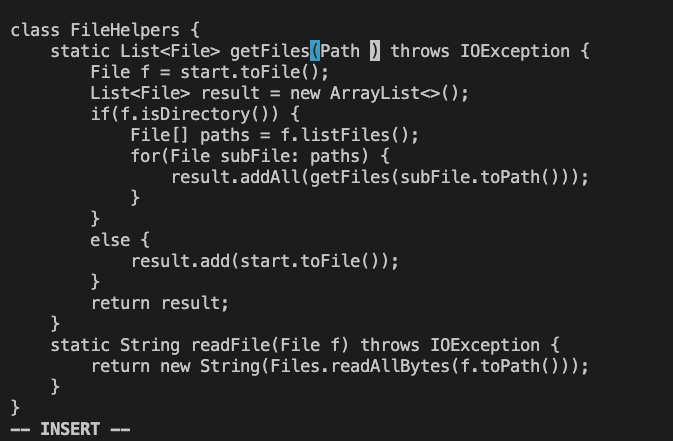 class FileHelpers {
    static List<File> getFiles(Path ) throws IOException {
        File f = start.toFile();
        List<File> result = new ArrayList<>();
        if(f.isDirectory()) {
            File[] paths = f.listFiles();
            for(File subFile: paths) {
                result.addAll(getFiles(subFile.toPath()));
            }
        }
        else {
            result.add(start.toFile());
        }
        return result;
    }
    static String readFile(File f) throws IOException {
        return new String(Files.readAllBytes(f.toPath()));
    }
}
-- INSERT --